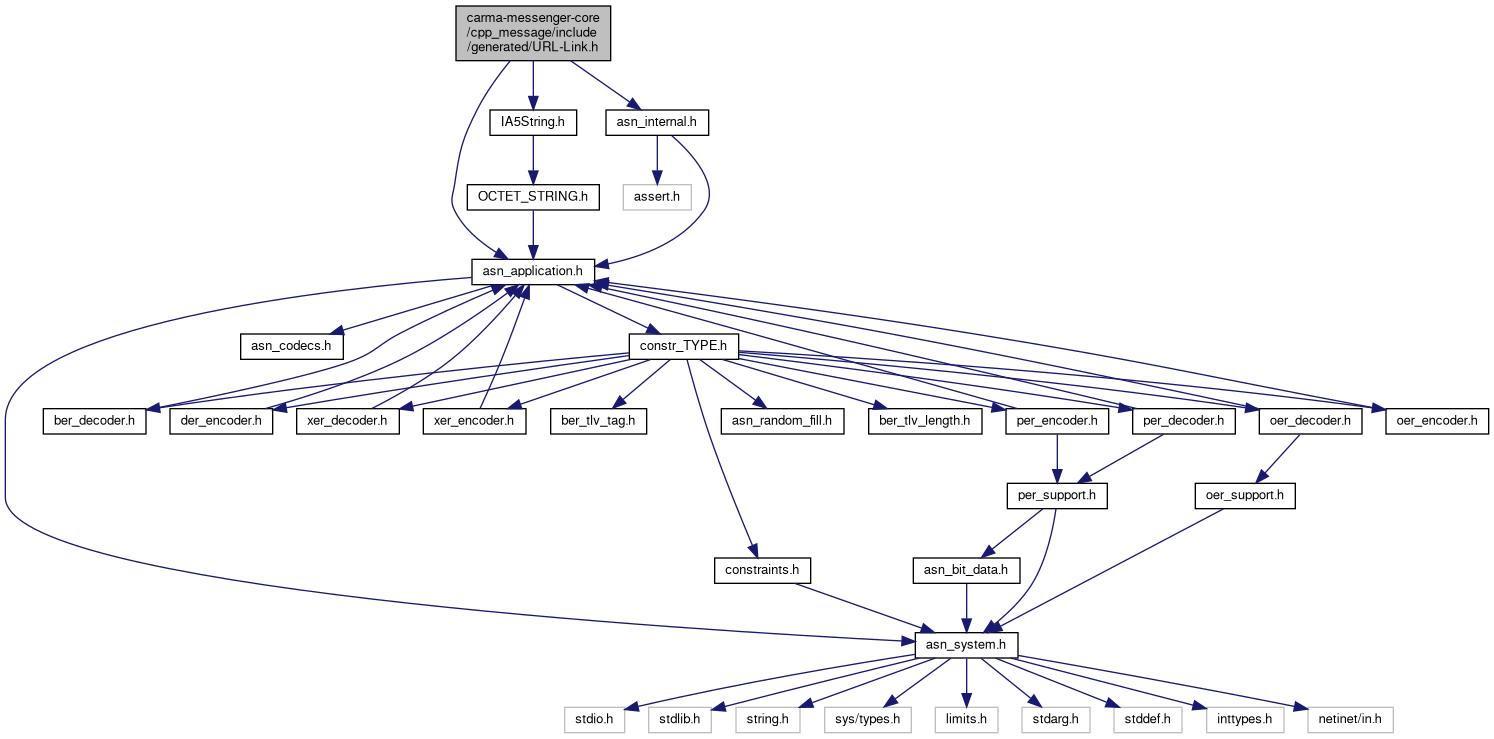 carma-messenger-core
/cpp_message/include
/generated/URL-Link.h
IA5String.h
asn_internal.h
OCTET_STRING.h
assert.h
asn_application.h
asn_codecs.h
constr_TYPE.h
ber_decoder.h
der_encoder.h
xer_decoder.h
xer_encoder.h
ber_tlv_tag.h
asn_random_fill.h
ber_tlv_length.h
per_encoder.h
per_decoder.h
oer_decoder.h
oer_encoder.h
per_support.h
oer_support.h
constraints.h
asn_bit_data.h
asn_system.h
stdio.h
stdlib.h
string.h
sys/types.h
limits.h
stdarg.h
stddef.h
inttypes.h
netinet/in.h